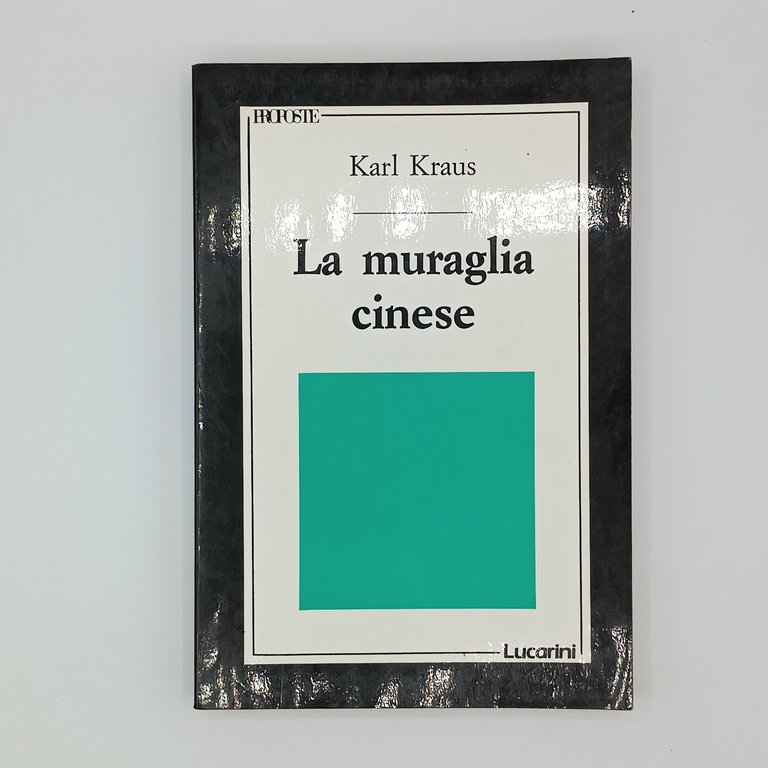 PROPOSTE
Karl Kraus
La muraglia
cinese
Lucarini